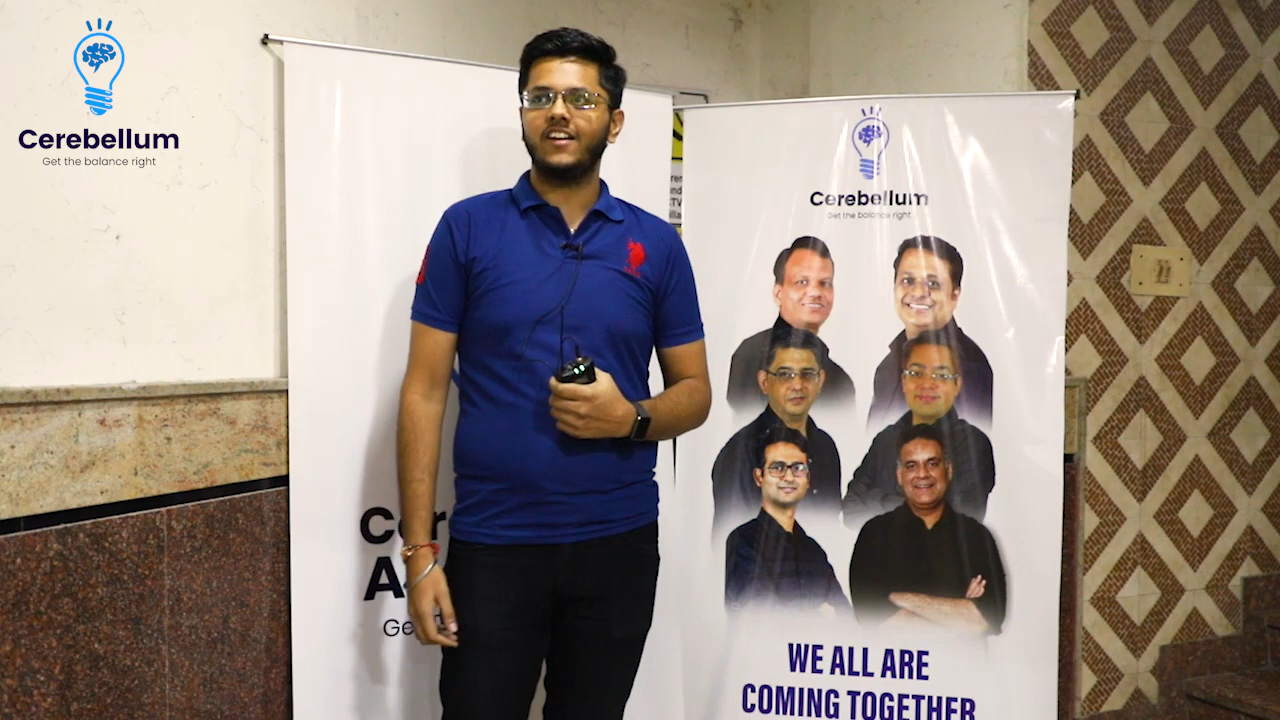 Cerebellum
Get the balance right
Cerebellum
Get the balance right
WE ALL ARE
COMING TOGETHER